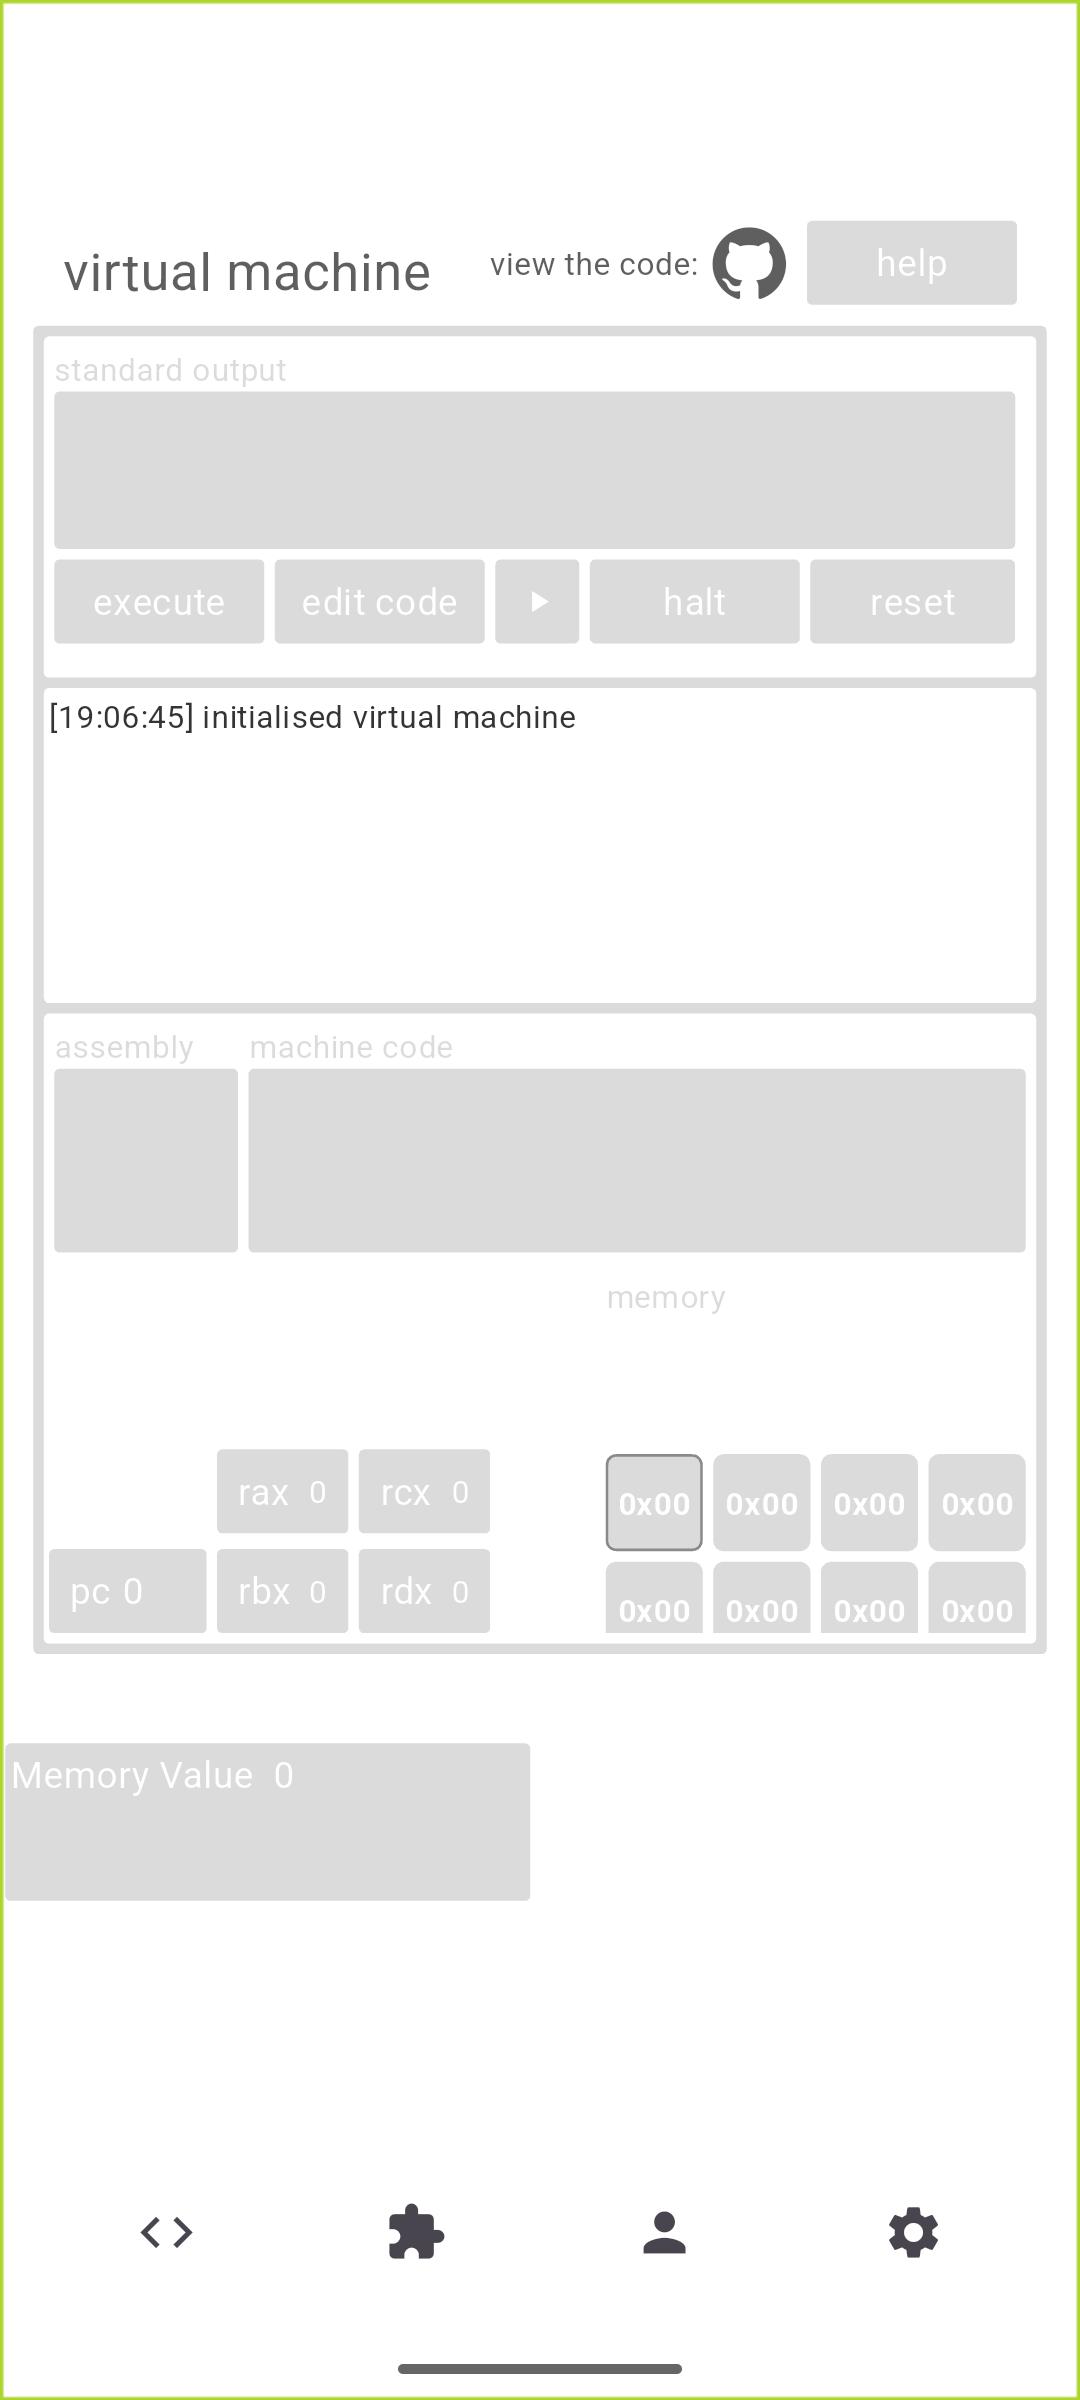 virtual machine view the code: help
standard output
execute edit code halt reset
[19:06:45] initialised virtual machine
assembly machine code
memory
rax 0 rcx 0 0x00 0x00 0x00 0x00
pc 0 rbx 0 rdx 0 0x00 0x00 0x00 0x00
Memory Value 0